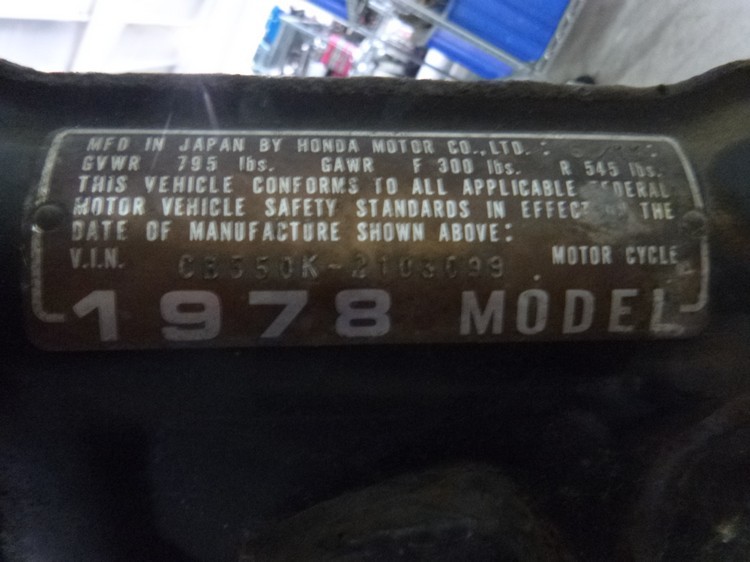 MFD IN JAPAN BY HONDA MOTOR CO.,LTD.:
GVWR 795 lbs. GAWR F 300 lbs. R 545 lbs.
THIS VEHICLE CONFORMS TO ALL APPLICABLE FEDERAL
MOTOR VEHICLE SAFETY STANDARDS IN EFFECT ON THE
DATE OF MANUFACTURE SHOWN ABOVE:
V.I.N. MOTOR CYCLE
1978 MODEL